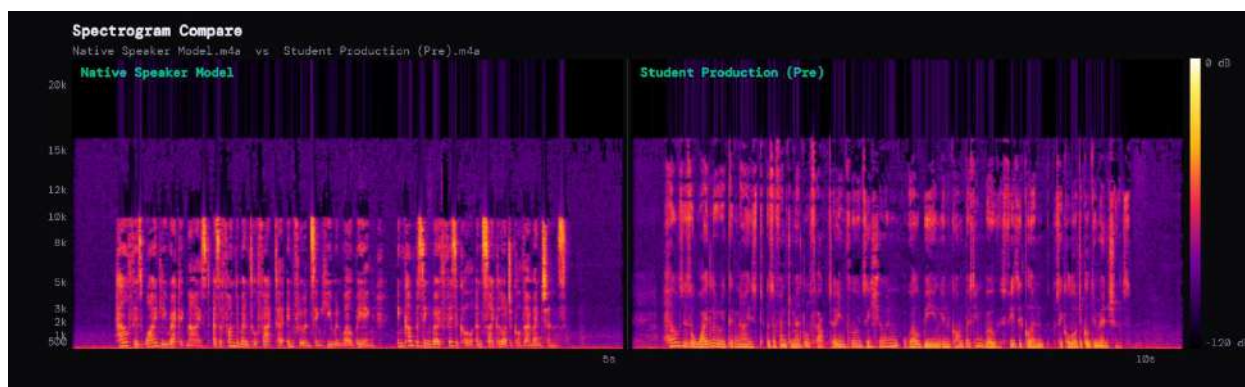 Spectrogram Compare
Native Speaker Model.m4a vs Student Production (Pre).m4a
Native Speaker Model
Student Production (Pre)
0 dB
20k
15k
12k
10k
8k
5k
3k
2k
500
5s
10s
-120 d